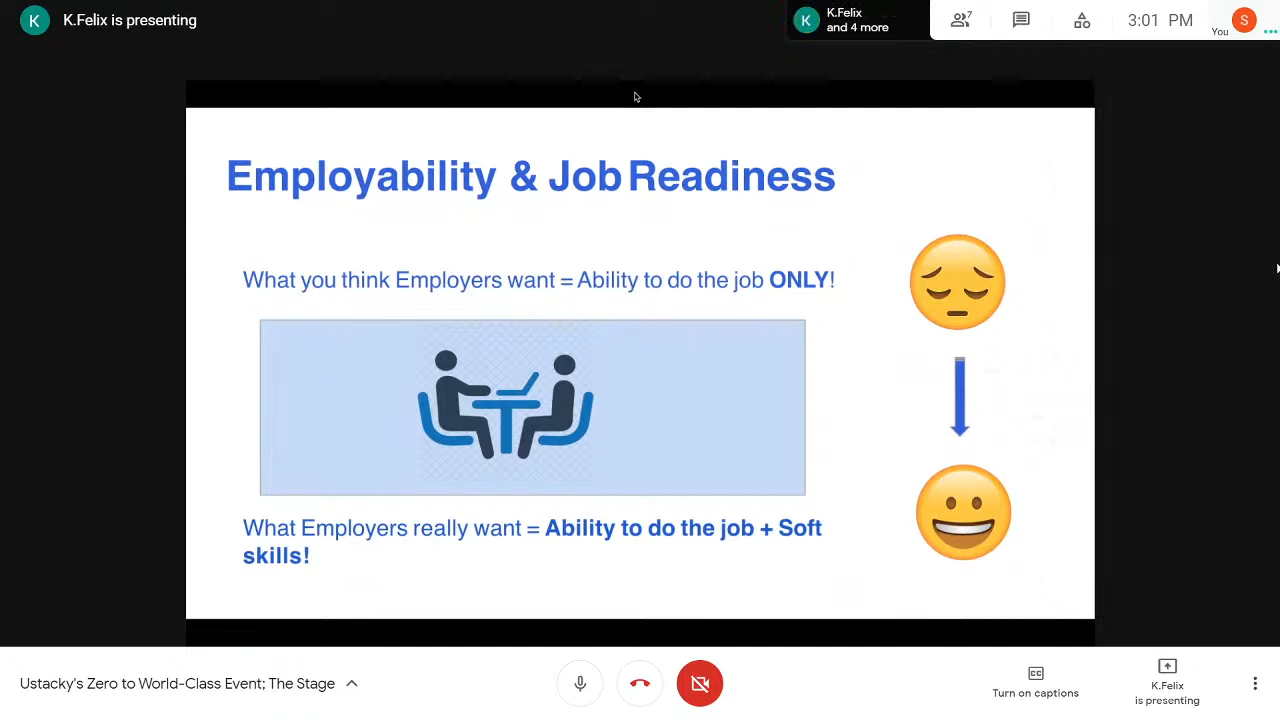 K
K.Felix is presenting
K
K.Felix
and 4 more
7
3:01 PM
You
S
Employability & Job Readiness
What you think Employers want = Ability to do the job ONLY!
What Employers really want = Ability to do the job + Soft
skills!
Ustacky's Zero to World-Class Event; The Stage
CC
Turn on captions
K.Felix
is presenting